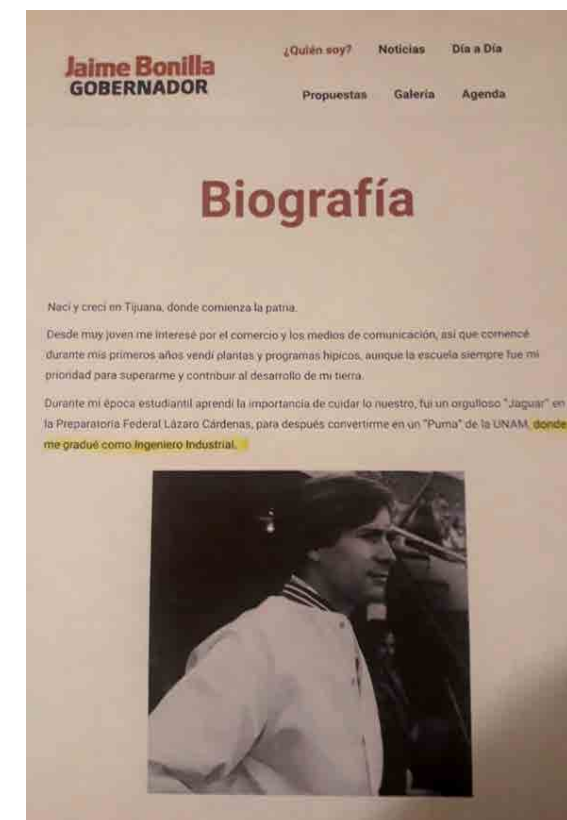 Jaime Bonilla
GOBERNADOR
¿Quién soy? Noticias Día a Día
Propuestas Galería Agenda
Biografía
Nací y crecí en Tijuana, donde comienza la patria.
Desde muy joven me interesé por el comercio y los medios de comunicación, así que comencé
durante mis primeros años vendí plantas y programas hípicos, aunque la escuela siempre fue mi
prioridad para superarme y contribuir al desarrollo de mi tierra.
Durante mi época estudiantil aprendí la importancia de cuidar lo nuestro, fui un orgulloso "Jaguar" en
la Preparatoria Federal Lázaro Cárdenas, para después convertirme en un "Puma" de la UNAM, donde
me gradué como Ingeniero Industrial.